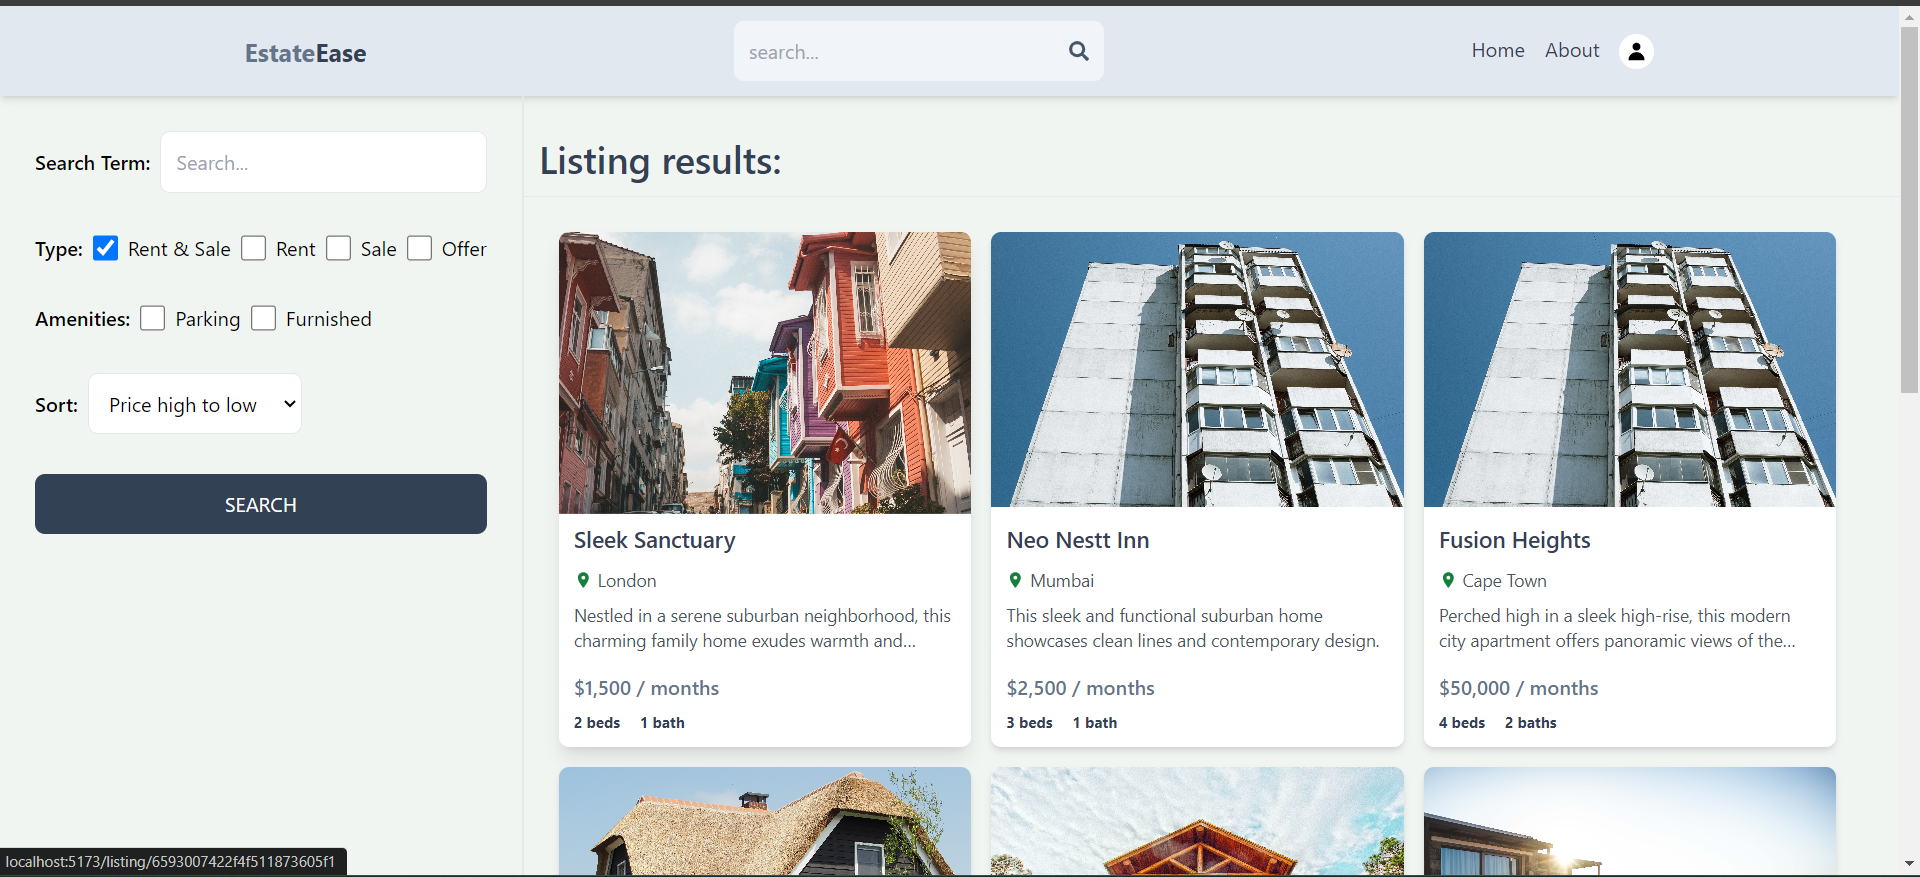 EstateEase
search...
Home About
Search Term: Search...
Type: Rent & Sale Rent Sale Offer
Amenities: Parking Furnished
Sort: Price high to low
SEARCH
Listing results:
Sleek Sanctuary
London
Nestled in a serene suburban neighborhood, this
charming family home exudes warmth and...
$1,500 / months
2 beds 1 bath
Neo Nestt Inn
Mumbai
This sleek and functional suburban home
showcases clean lines and contemporary design.
$2,500 / months
3 beds 1 bath
Fusion Heights
Cape Town
Perched high in a sleek high-rise, this modern
city apartment offers panoramic views of the...
$50,000 / months
4 beds 2 baths
localhost:5173/listing/6593007422f4f511873605f1